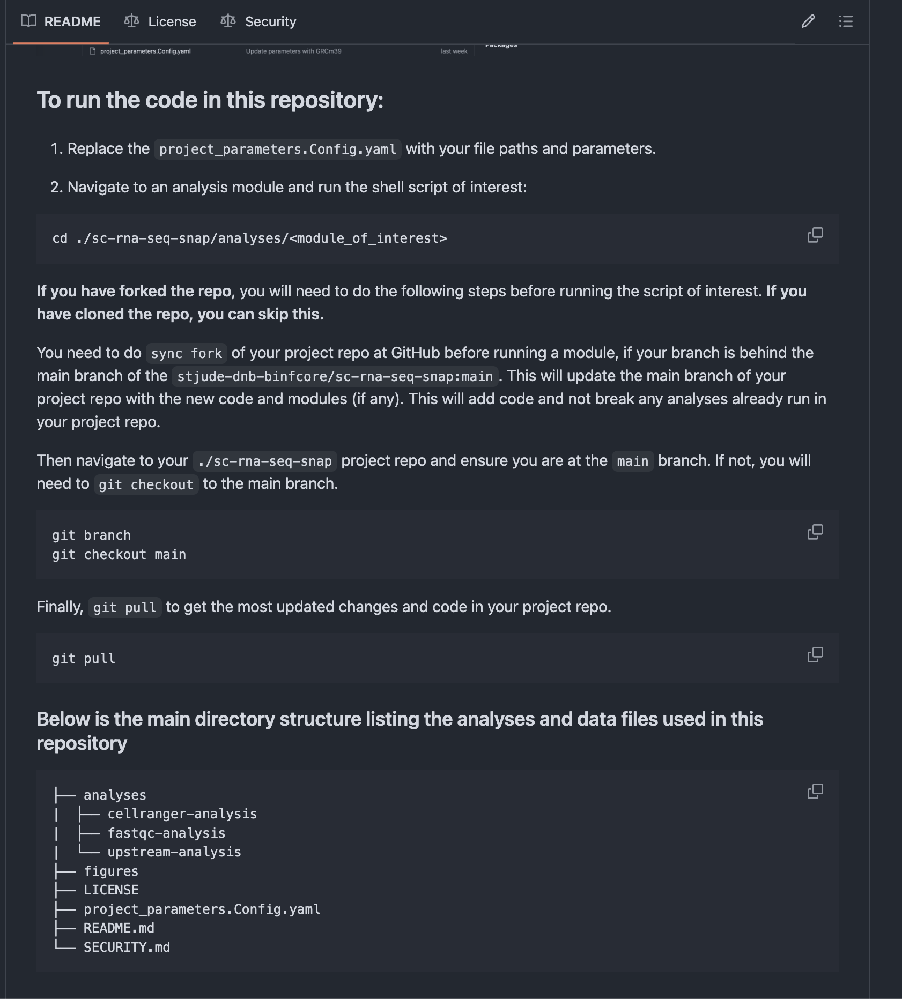 README License Security
project_parameters.Config.yaml Update parameters with GRCm39 last week Packages
To run the code in this repository:
1. Replace the project_parameters.Config.yaml with your file paths and parameters.
2. Navigate to an analysis module and run the shell script of interest:
cd ./sc-rna-seq-snap/analyses/<module_of_interest>
If you have forked the repo, you will need to do the following steps before running the script of interest. If you
have cloned the repo, you can skip this.
You need to do sync fork of your project repo at GitHub before running a module, if your branch is behind the
main branch of the stjude-dnb-binfcore/sc-rna-seq-snap:main. This will update the main branch of your
project repo with the new code and modules (if any). This will add code and not break any analyses already run in
your project repo.
Then navigate to your ./sc-rna-seq-snap project repo and ensure you are at the main branch. If not, you will
need to git checkout to the main branch.
git branch
git checkout main
Finally, git pull to get the most updated changes and code in your project repo.
git pull
Below is the main directory structure listing the analyses and data files used in this
repository
├── analyses
|  ├── cellranger-analysis
|  ├── fastqc-analysis
|  └── upstream-analysis
├── figures
├── LICENSE
├── project_parameters.Config.yaml
├── README.md
└── SECURITY.md